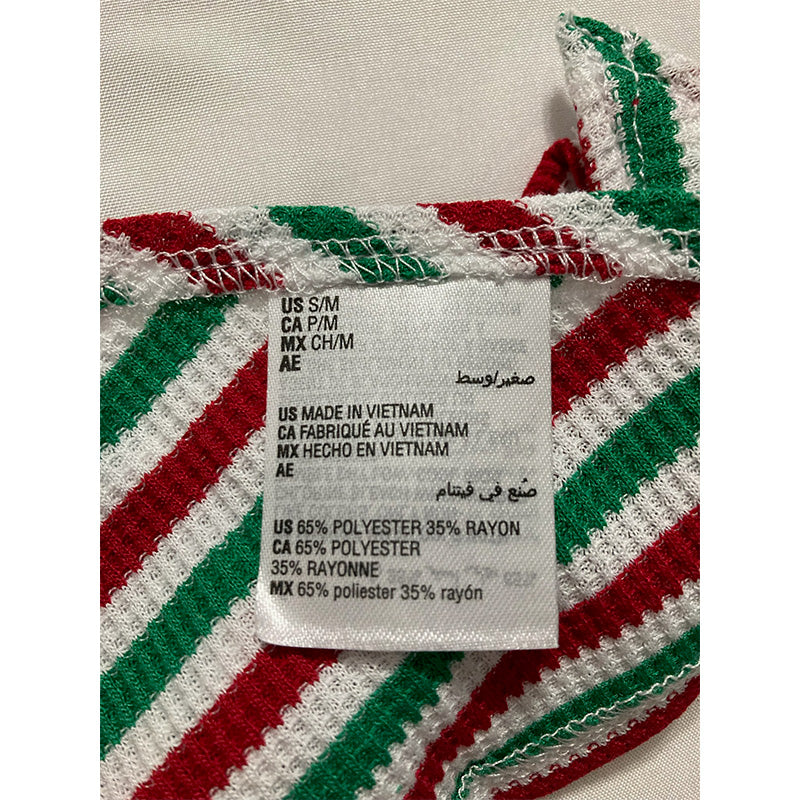 US S/M
CA P/M
MX CH/M
AE
صغير/وسط
US MADE IN VIETNAM
CA FABRIQUÉ AU VIETNAM
MX HECHO EN VIETNAM
AE
صُنع في فيتنام
US 65% POLYESTER 35% RAYON
CA 65% POLYESTER
35% RAYONNE
MX 65% poliester 35% rayón